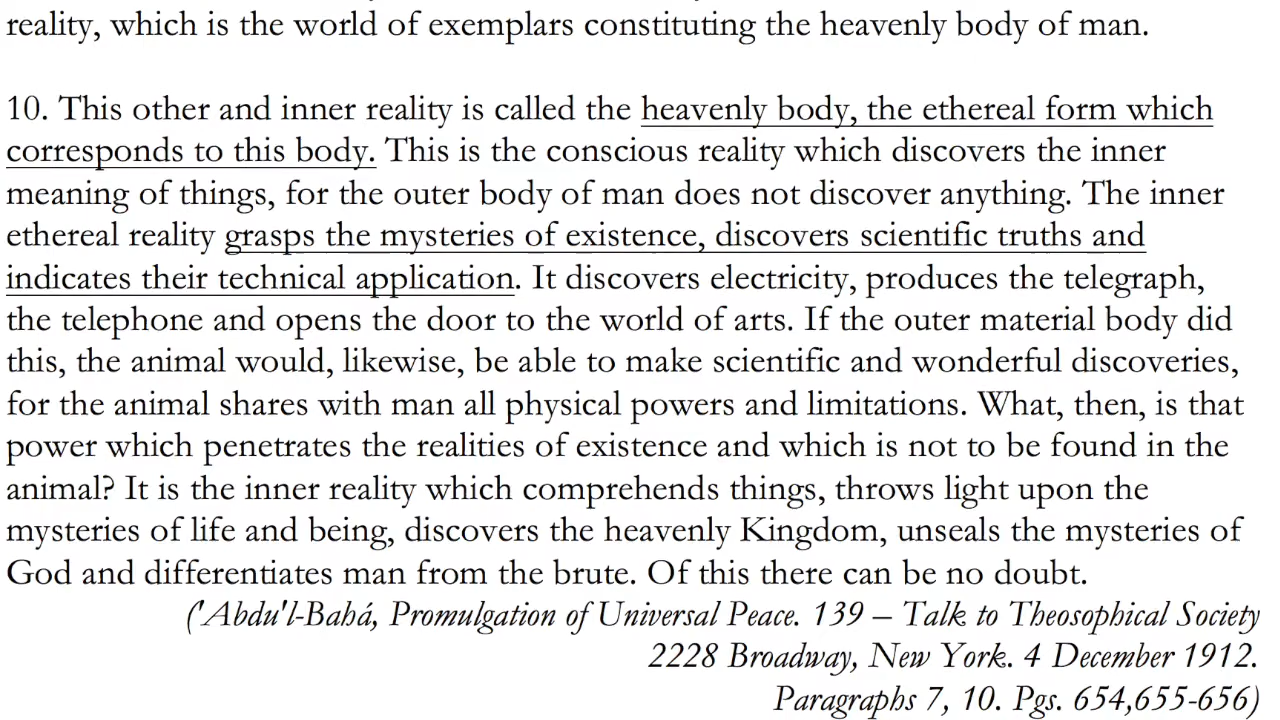 reality, which is the world of exemplars constituting the heavenly body of man.
10. This other and inner reality is called the heavenly body, the ethereal form which
corresponds to this body. This is the conscious reality which discovers the inner
meaning of things, for the outer body of man does not discover anything. The inner
ethereal reality grasps the mysteries of existence, discovers scientific truths and
indicates their technical application. It discovers electricity, produces the telegraph,
the telephone and opens the door to the world of arts. If the outer material body did
this, the animal would, likewise, be able to make scientific and wonderful discoveries,
for the animal shares with man all physical powers and limitations. What, then, is that
power which penetrates the realities of existence and which is not to be found in the
animal? It is the inner reality which comprehends things, throws light upon the
mysteries of life and being, discovers the heavenly Kingdom, unseals the mysteries of
God and differentiates man from the brute. Of this there can be no doubt.
('Abdu'l-Bahá, Promulgation of Universal Peace. 139 – Talk to Theosophical Society
2228 Broadway, New York. 4 December 1912.
Paragraphs 7, 10. Pgs. 654,655-656)